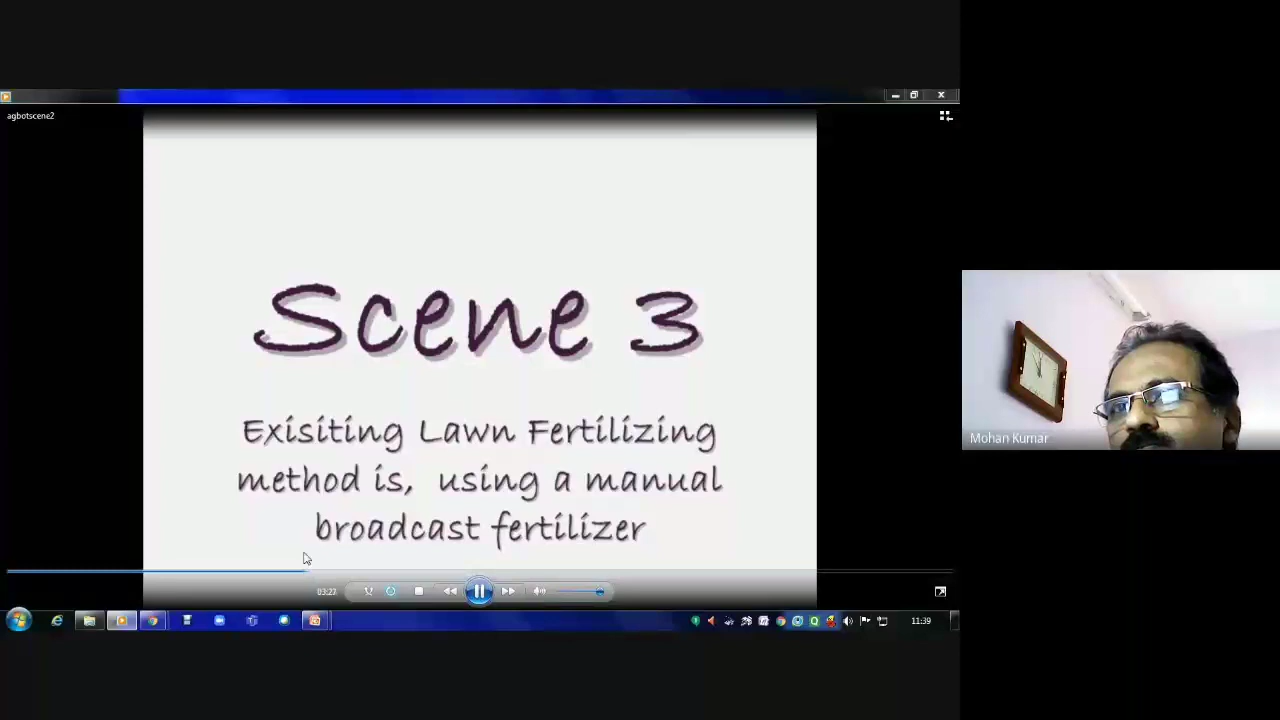 agbotscene2
Scene 3
Exisiting Lawn Fertilizing
method is, using a manual
broadcast fertilizer
Mohan Kumar
03:27
11:39